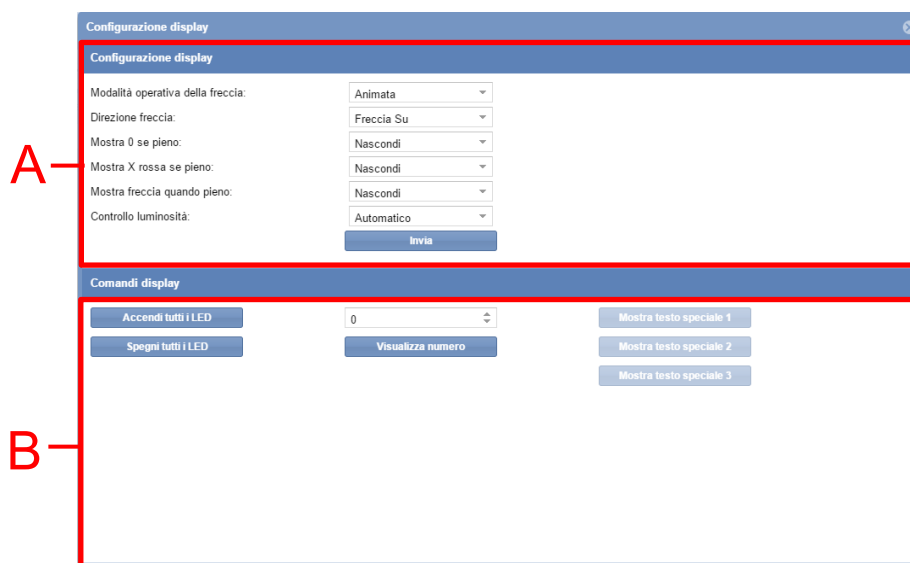 Configurazione display
Configurazione display
Modalità operativa della freccia: Animata
Direzione freccia: Freccia Su
Mostra 0 se pieno: Nascondi
A
Mostra X rossa se pieno: Nascondi
Mostra freccia quando pieno: Nascondi
Controllo luminosità: Automatico
Invia
Comandi display
Accendi tutti i LED 0 Mostra testo speciale 1
Spegni tutti i LED Visualizza numero Mostra testo speciale 2
Mostra testo speciale 3
B